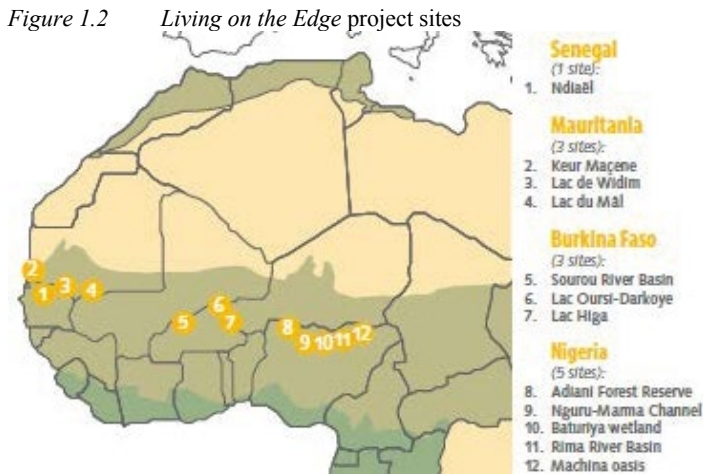 Figure 1.2 Living on the Edge project sites
Senegal
(1 site):
1. Ndiaël
Mauritania
(3 sites):
2. Keur Maçene
3. Lac de Widim
4. Lac du Mâl
Burkina Faso
(3 sites):
5. Sourou River Basin
6. Lac Oursi-Darkoye
7. Lac Higa
Nigeria
(5 sites):
8. Adiani Forest Reserve
9. Nguru-Marma Channel
10. Baturiya wetland
11. Rima River Basin
12. Machina oasis
2
1
3
4
5
6
7
8
9
10
11
12